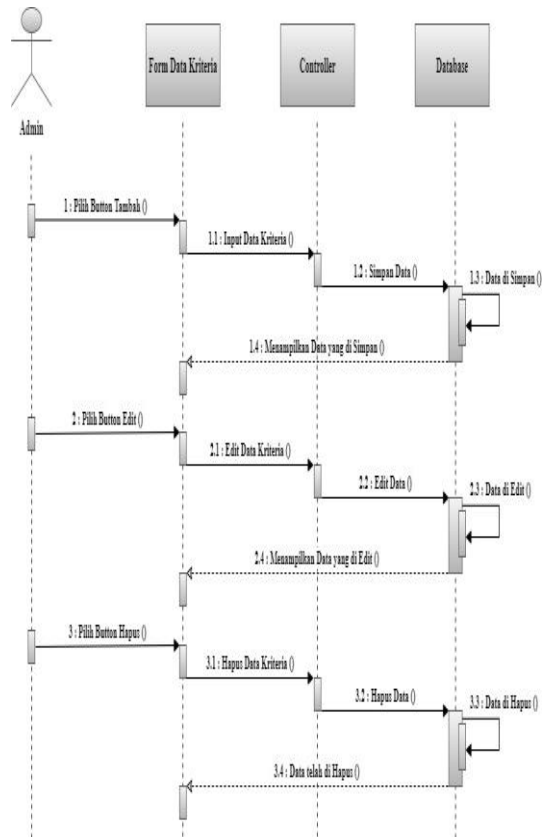 Form Data Kriteria
Controller
Database
Admin
1 : Pilih Button Tambah ()
1.1 : Input Data Kriteria ()
1.2 : Simpan Data ()
1.3 : Data di Simpan ()
1.4 : Menampilkan Data yang di Simpan ()
2 : Pilih Button Edit ()
2.1 : Edit Data Kriteria ()
2.2 : Edit Data ()
2.3 : Data di Edit ()
2.4 : Menampilkan Data yang di Edit ()
3 : Pilih Button Hapus ()
3.1 : Hapus Data Kriteria ()
3.2 : Hapus Data ()
3.3 : Data di Hapus ()
3.4 : Data telah di Hapus ()